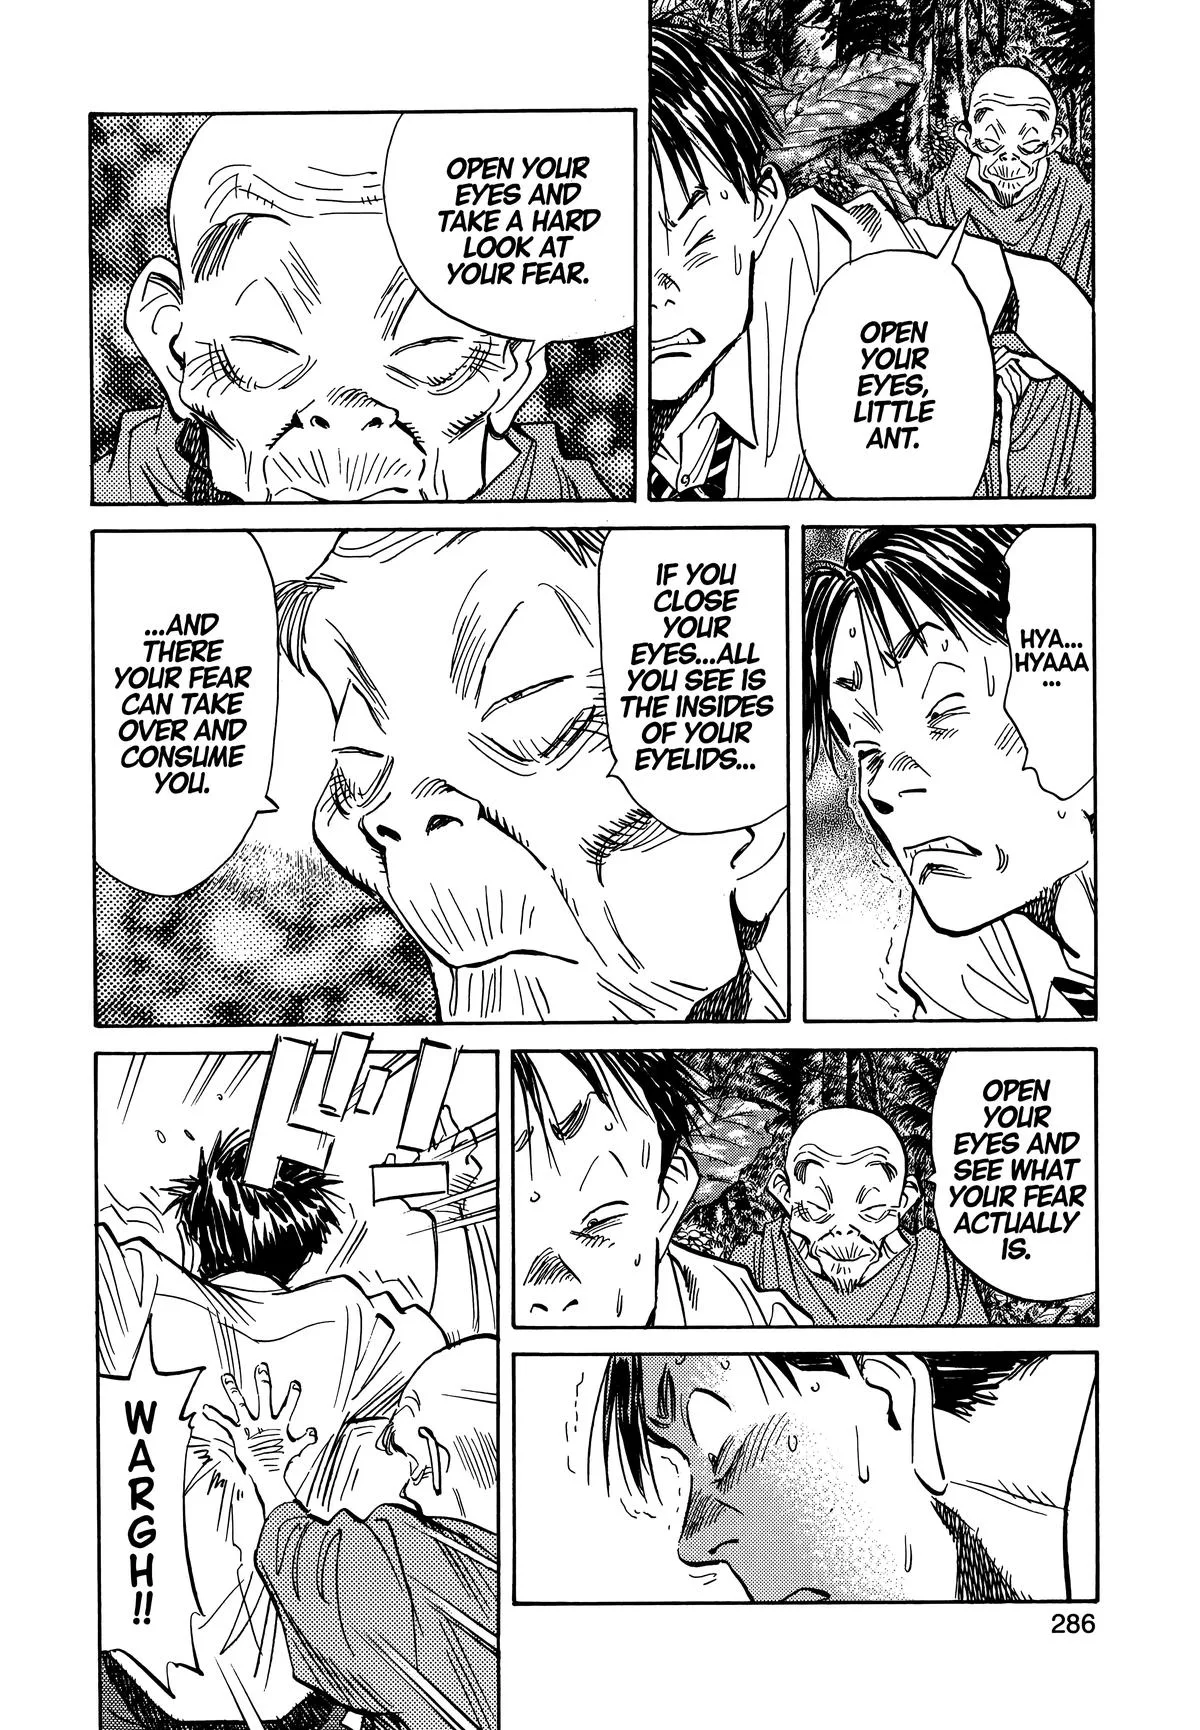 OPEN
YOUR
EYES,
LITTLE
ANT.
OPEN YOUR
EYES AND
TAKE A HARD
LOOK AT
YOUR FEAR.
HYA...
HYAAA
...
IF YOU
CLOSE
YOUR
EYES...ALL
YOU SEE IS
THE INSIDES
OF YOUR
EYELIDS...
...AND
THERE
YOUR FEAR
CAN TAKE
OVER AND
CONSUME
YOU.
OPEN
YOUR
EYES AND
SEE WHAT
YOUR FEAR
ACTUALLY
IS.
WARGH!!
286